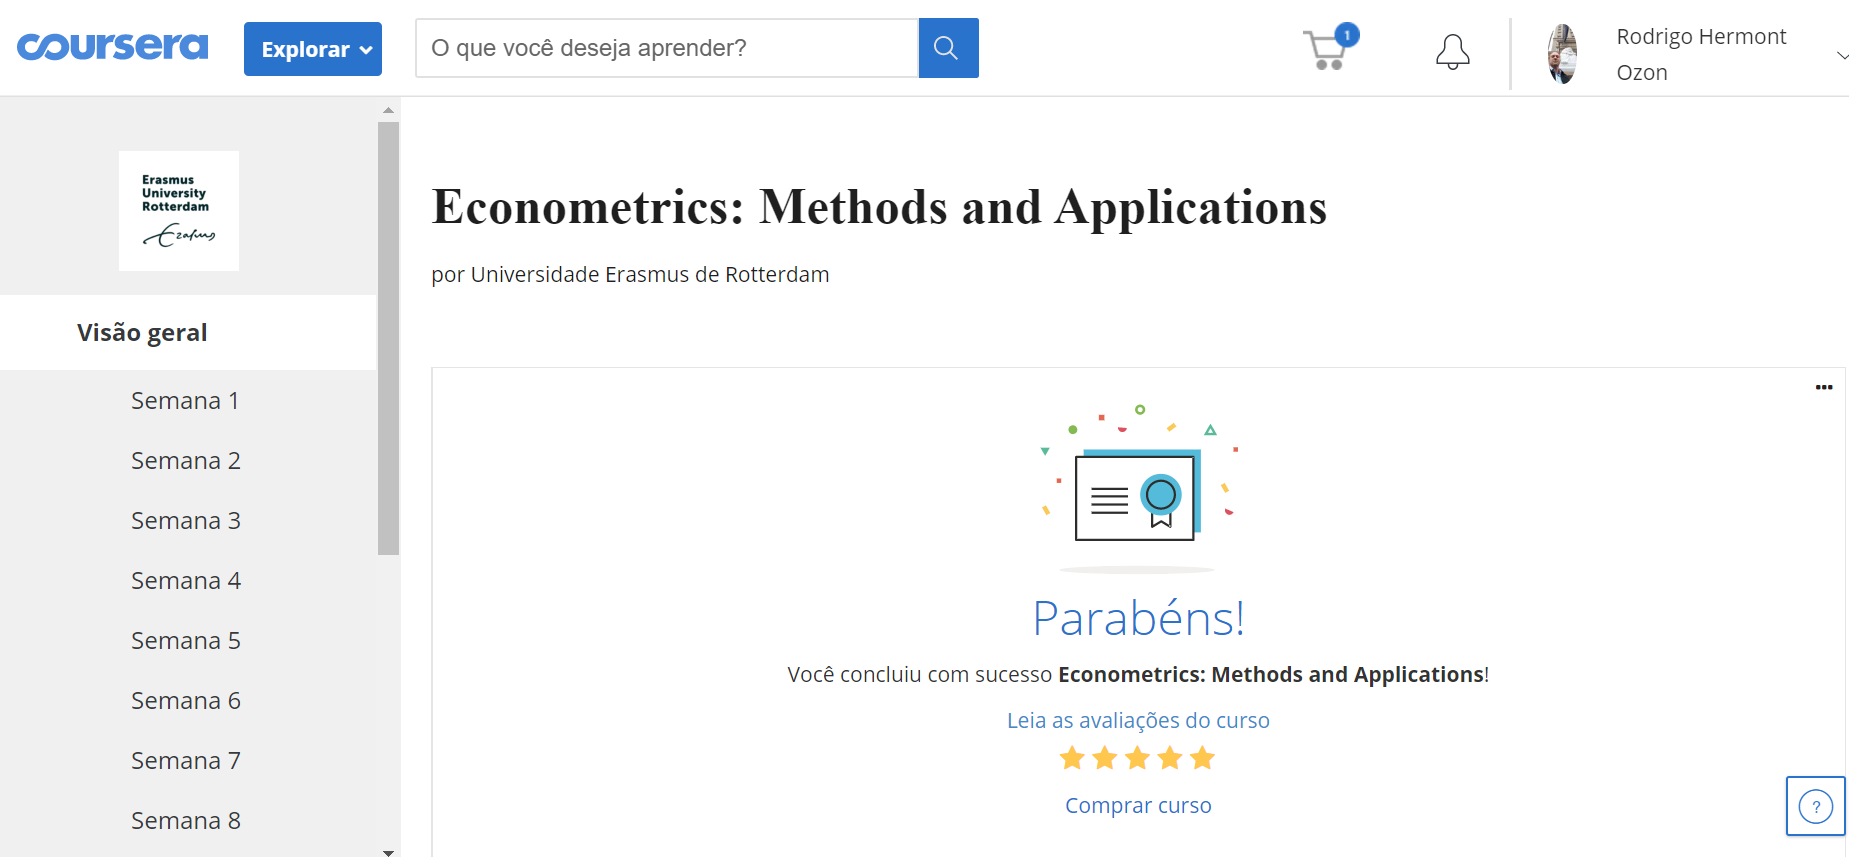 coursera
Explorar
O que você deseja aprender?
1
Rodrigo Hermont
Ozon
Erasmus
University
Rotterdam
Erasmus
Visão geral
Semana 1
Semana 2
Semana 3
Semana 4
Semana 5
Semana 6
Semana 7
Semana 8
Econometrics: Methods and Applications
por Universidade Erasmus de Rotterdam
Parabéns!
Você concluiu com sucesso Econometrics: Methods and Applications!
Leia as avaliações do curso
Comprar curso
?